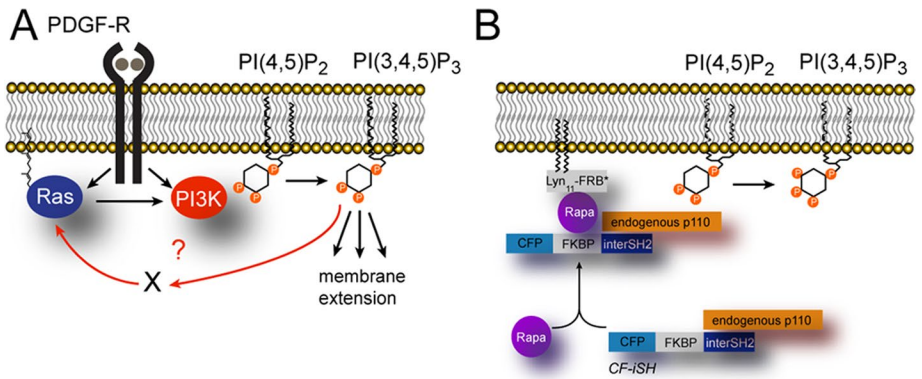 A
PDGF-R
PI(4,5)P2
PI(3,4,5)P3
P
P
P
P
P
Ras
PI3K
?
X
membrane
extension
B
PI(4,5)P2
PI(3,4,5)P3
P
P
P
P
P
Lyn11-FRB*
Rapa
endogenous p110
CFP
FKBP
interSH2
Rapa
endogenous p110
CFP
FKBP
interSH2
CF-iSH